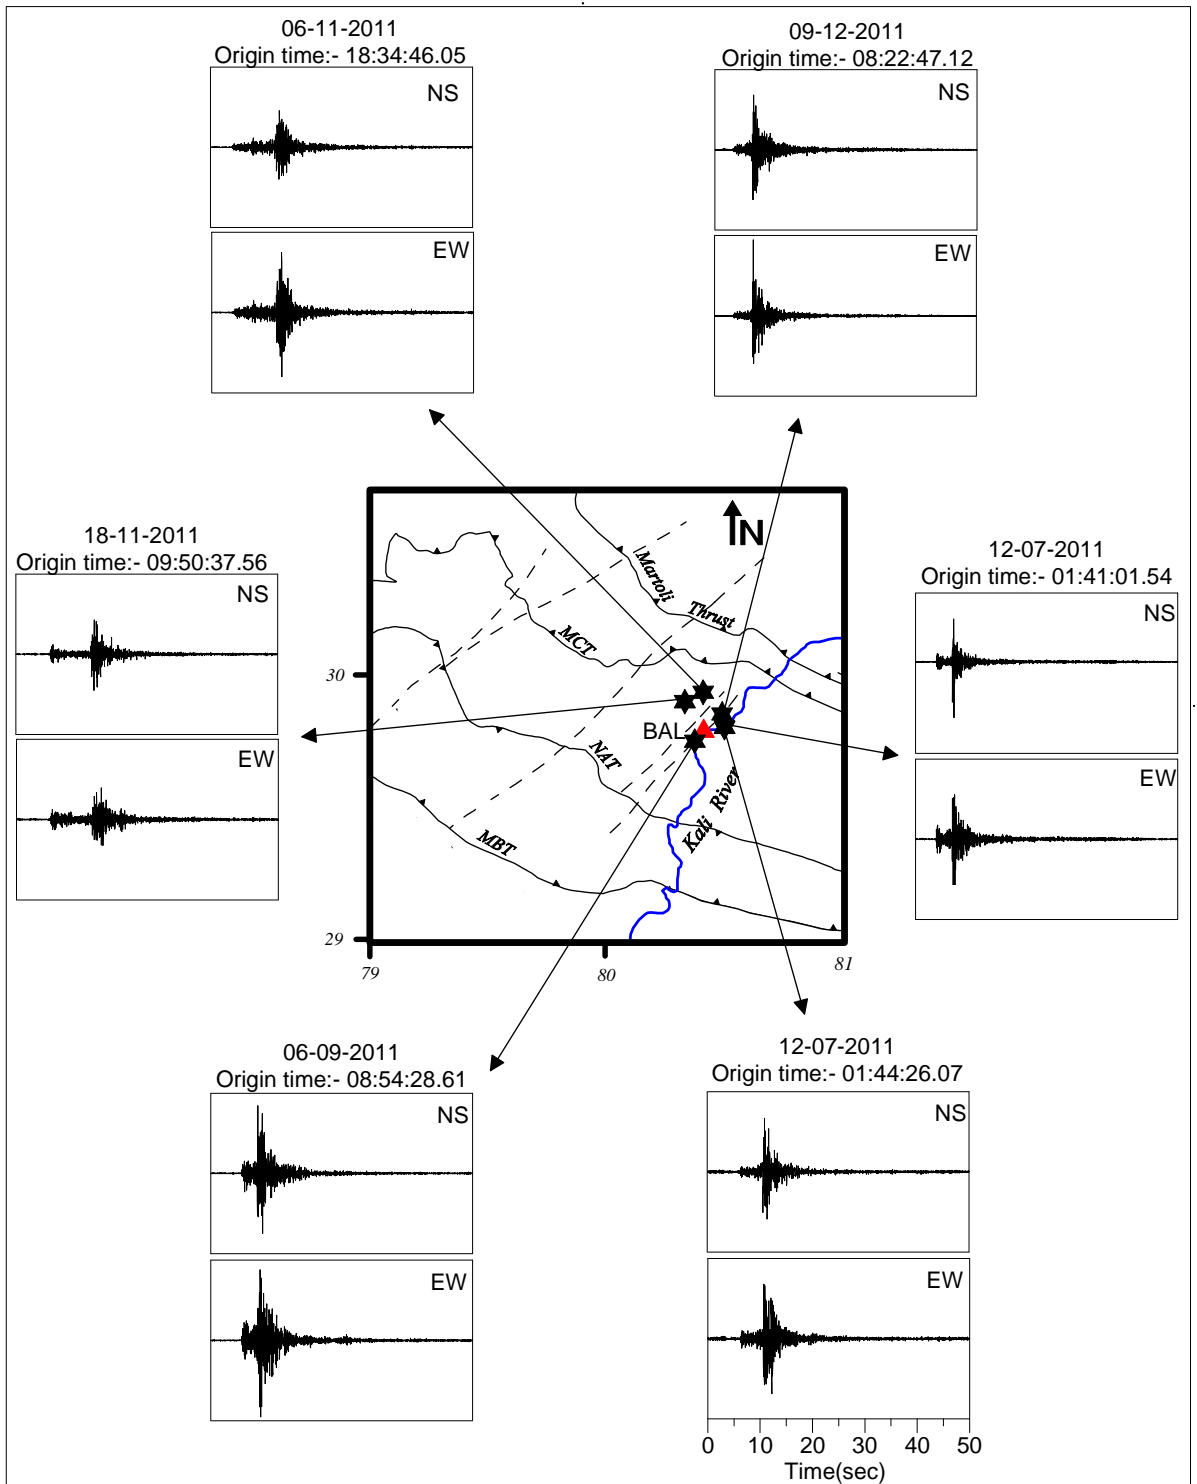 06-11-2011
Origin time:- 18:34:46.05
NS
EW
09-12-2011
Origin time:- 08:22:47.12
NS
EW
18-11-2011
Origin time:- 09:50:37.56
NS
EW
N
Martoli Thrust
MCT
BAL
NAT
Kali River
MBT
30
29
79
80
81
12-07-2011
Origin time:- 01:41:01.54
NS
EW
06-09-2011
Origin time:- 08:54:28.61
NS
EW
12-07-2011
Origin time:- 01:44:26.07
NS
EW
0 10 20 30 40 50
Time(sec)